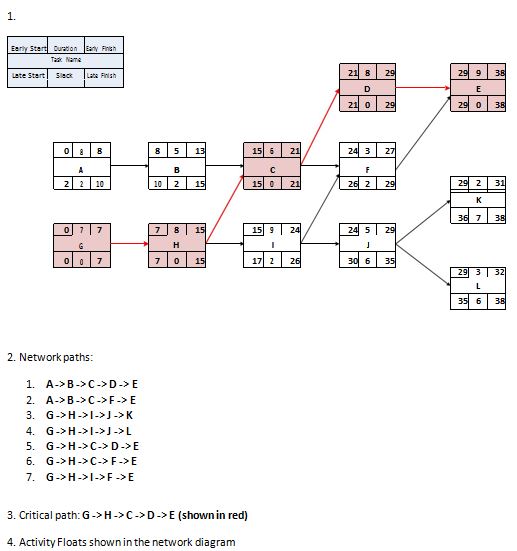 1.
Early Start Duration Early Finish
Task Name
Late Start Slack Late Finish
21 8 29
D
21 0 29
29 9 38
E
29 0 38
0 8 8
A
2 2 10
8 5 13
B
10 2 15
15 6 21
C
15 0 21
24 3 27
F
26 2 29
29 2 31
K
36 7 38
0 7 7
G
0 0 7
7 8 15
H
7 0 15
15 9 24
I
17 2 26
24 5 29
J
30 6 35
29 3 32
L
35 6 38
2. Network paths:
1. A->B->C->D->E
2. A->B->C->F->E
3. G->H->I->J->K
4. G->H->I->J->L
5. G->H->C->D->E
6. G->H->C->F->E
7. G->H->I->F->E
3. Critical path: G->H->C->D->E (shown in red)
4. Activity Floats shown in the network diagram